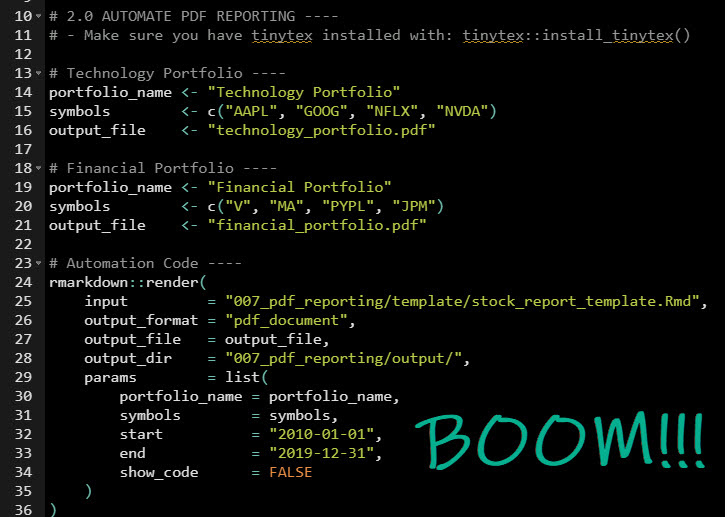 10 # 2.0 AUTOMATE PDF REPORTING ----
11 # - Make sure you have tinytex installed with: tinytex::install_tinytex()
12
13 # Technology Portfolio ----
14 portfolio_name <- "Technology Portfolio"
15 symbols        <- c("AAPL", "GOOG", "NFLX", "NVDA")
16 output_file    <- "technology_portfolio.pdf"
17
18 # Financial Portfolio ----
19 portfolio_name <- "Financial Portfolio"
20 symbols        <- c("V", "MA", "PYPL", "JPM")
21 output_file    <- "financial_portfolio.pdf"
22
23 # Automation Code ----
24 rmarkdown::render(
25     input         = "007_pdf_reporting/template/stock_report_template.Rmd",
26     output_format = "pdf_document",
27     output_file   = output_file,
28     output_dir    = "007_pdf_reporting/output/",
29     params        = list(
30         portfolio_name = portfolio_name,
31         symbols        = symbols,
32         start          = "2010-01-01",
33         end            = "2019-12-31",
34         show_code      = FALSE
35     )
36 )
BOOM!!!